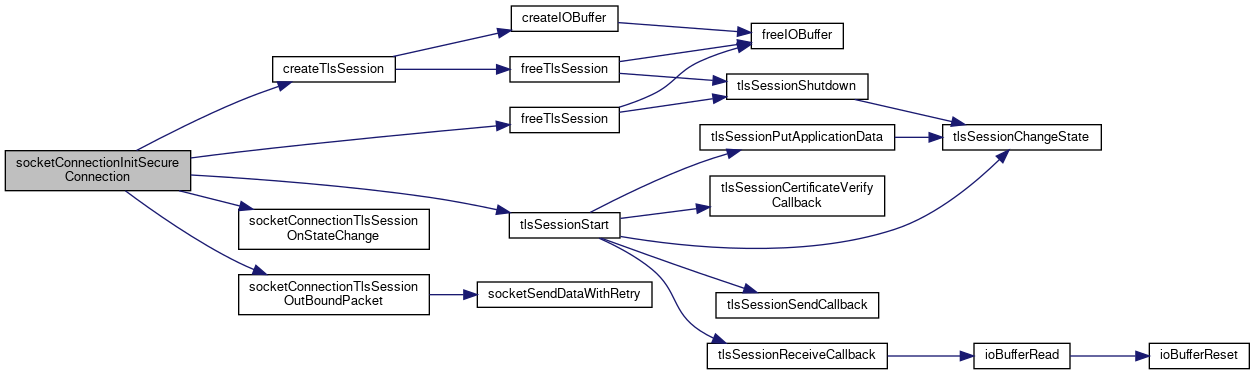 socketConnectionInitSecure
Connection
createTlsSession
createIOBuffer
freeTlsSession
freeTlsSession
freeIOBuffer
tlsSessionShutdown
tlsSessionPutApplicationData
tlsSessionChangeState
tlsSessionCertificateVerify
Callback
socketConnectionTlsSession
OnStateChange
tlsSessionStart
socketConnectionTlsSession
OutBoundPacket
socketSendDataWithRetry
tlsSessionSendCallback
tlsSessionReceiveCallback
ioBufferRead
ioBufferReset